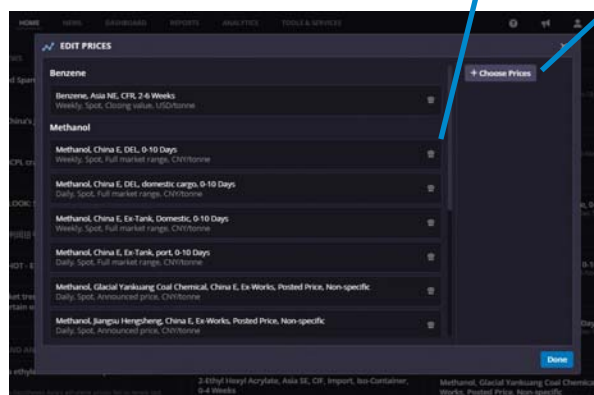 HOME NEWS DASHBOARD REPORTS ANALYTICS TOOLS & SERVICES
EDIT PRICES
Benzene
+ Choose Prices
Benzene, Asia NE, CFR, 2-6 Weeks
Weekly, Spot, Closing value, USD/tonne
Methanol
Methanol, China E, DEL, 0-10 Days
Weekly, Spot, Full market range, CNY/tonne
Methanol, China E, DEL, domestic cargo, 0-10 Days
Daily, Spot, Full market range, CNY/tonne
Methanol, China E, Ex-Tank, Domestic, 0-10 Days
Weekly, Spot, Full market range, CNY/tonne
Methanol, China E, Ex-Tank, port, 0-10 Days
Daily, Spot, Full market range, CNY/tonne
Methanol, Glacial Yankuang Coal Chemical, China E, Ex-Works, Posted Price, Non-specific
Daily, Spot, Announced price, CNY/tonne
Methanol, Jiangsu Hengsheng, China E, Ex-Works, Posted Price, Non-specific
Daily, Spot, Announced price, CNY/tonne
Done
2-Ethyl Hexyl Acrylate, Asia SE, CIF, Import, Iso-Container,
0-4 Weeks
Methanol, Glacial Yankuang Coal Chemical
Works, Posted Price, Non-specific